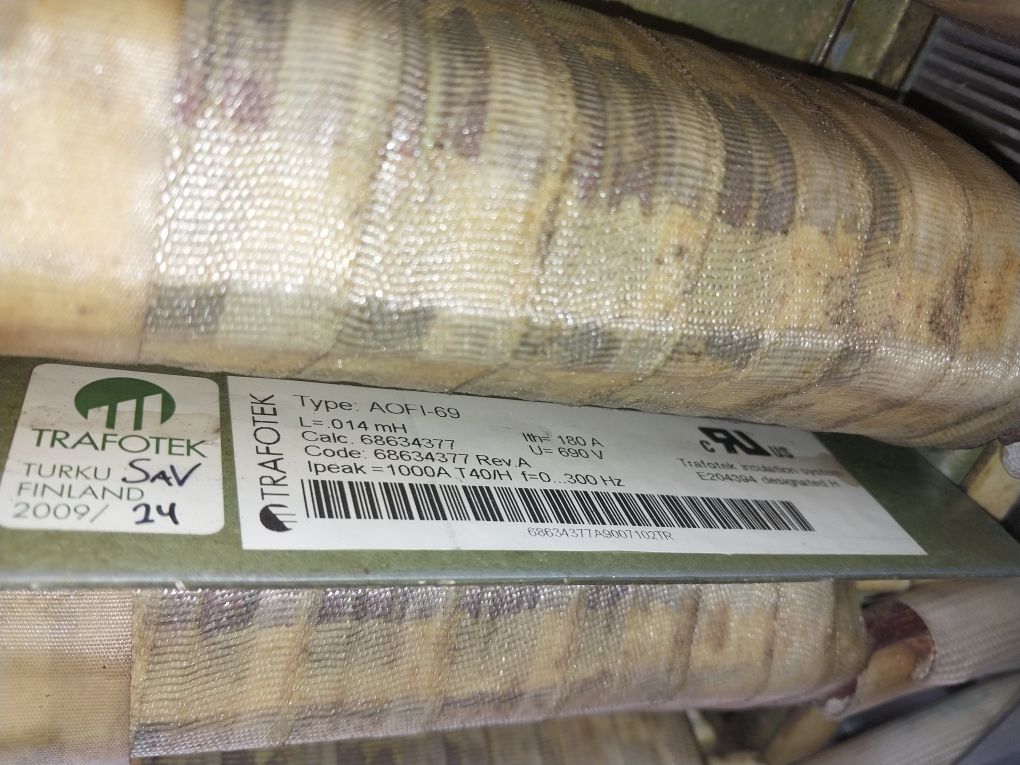 TRAFOTEK
TURKU SAV
FINLAND
2009/ 24
TRAFOTEK
Type: AOFI-69
L=.014 mH
Calc. 68634377 Ith= 180 A
Code: 68634377 Rev.A U= 690 V
Ipeak =1000A T40/H f=0...300 Hz
68634377A9007102TR
c RU US
Trafotek insulation system
E204394 designated H